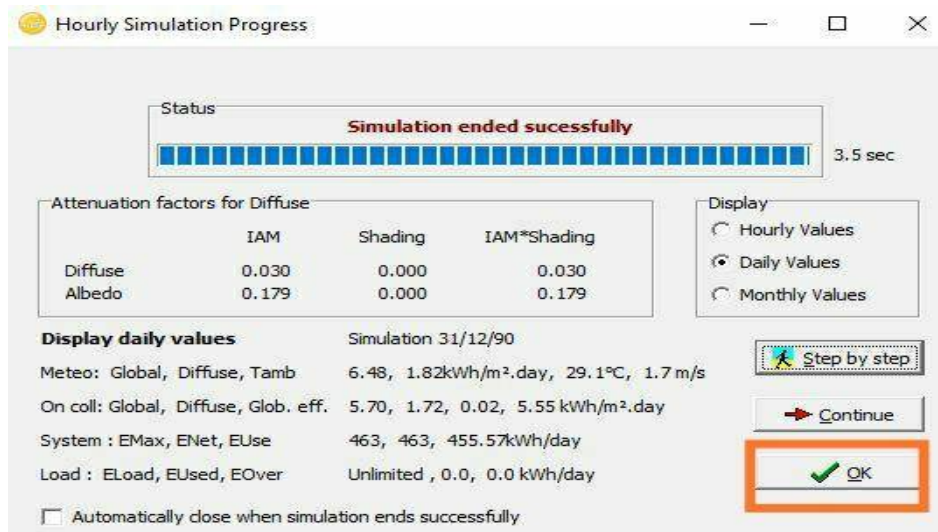 Hourly Simulation Progress
Status
Simulation ended sucessfully
3.5 sec
Attenuation factors for Diffuse
IAM Shading IAM*Shading
Diffuse 0.030 0.000 0.030
Albedo 0.179 0.000 0.179
Display
Hourly Values
Daily Values
Monthly Values
Display daily values Simulation 31/12/90
Meteo: Global, Diffuse, Tamb 6.48, 1.82kWh/m².day, 29.1ºC, 1.7 m/s
On coll: Global, Diffuse, Glob. eff. 5.70, 1.72, 0.02, 5.55 kWh/m².day
System : EMax, ENet, EUse 463, 463, 455.57kWh/day
Load : ELoad, EUsed, EOver Unlimited , 0.0, 0.0 kWh/day
Automatically close when simulation ends successfully
Step by step
Continue
OK